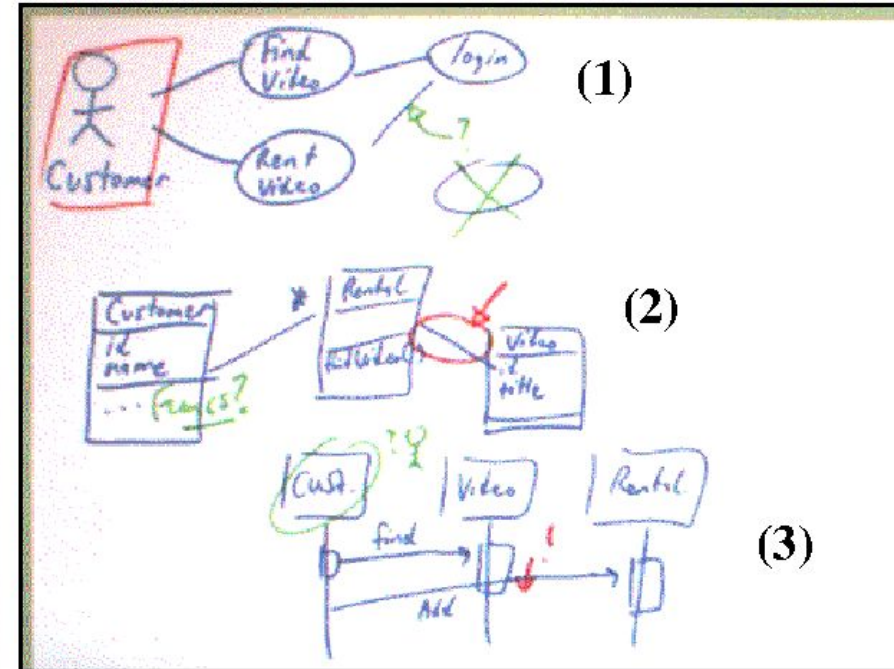 Find
Video
login
(1)
?
Customer
Rent
Video
Customer
id
name
...
?
*
Rental
Video
id
title
(2)
?
Cust.
Video
Rental
find
!
Add
(3)